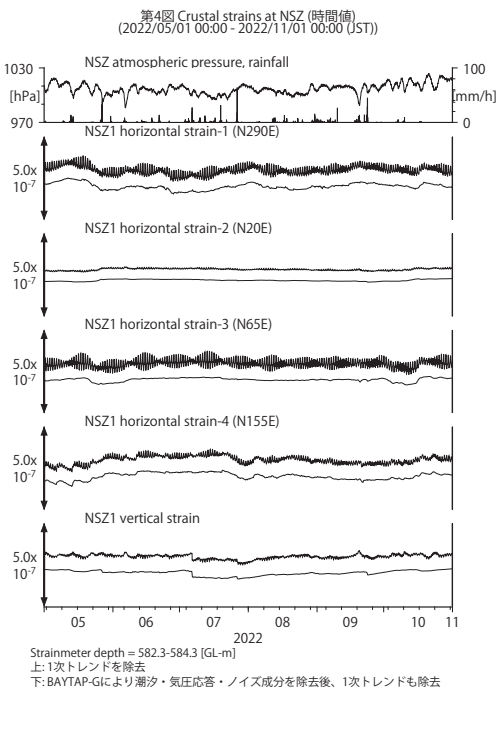 第4図 Crustal strains at NSZ (時間値)
(2022/05/01 00:00 - 2022/11/01 00:00 (JST))
NSZ atmospheric pressure, rainfall
1030
100
[hPa]
[mm/h]
970
0
NSZ1 horizontal strain-1 (N290E)
5.0x
10-7
NSZ1 horizontal strain-2 (N20E)
5.0x
10-7
NSZ1 horizontal strain-3 (N65E)
5.0x
10-7
NSZ1 horizontal strain-4 (N155E)
5.0x
10-7
NSZ1 vertical strain
5.0x
10-7
05 06 07 08 09 10 11
2022
Strainmeter depth = 582.3-584.3 [GL-m]
上: 1次トレンドを除去
下: BAYTAP-Gにより潮汐・気圧応答・ノイズ成分を除去後、1次トレンドも除去